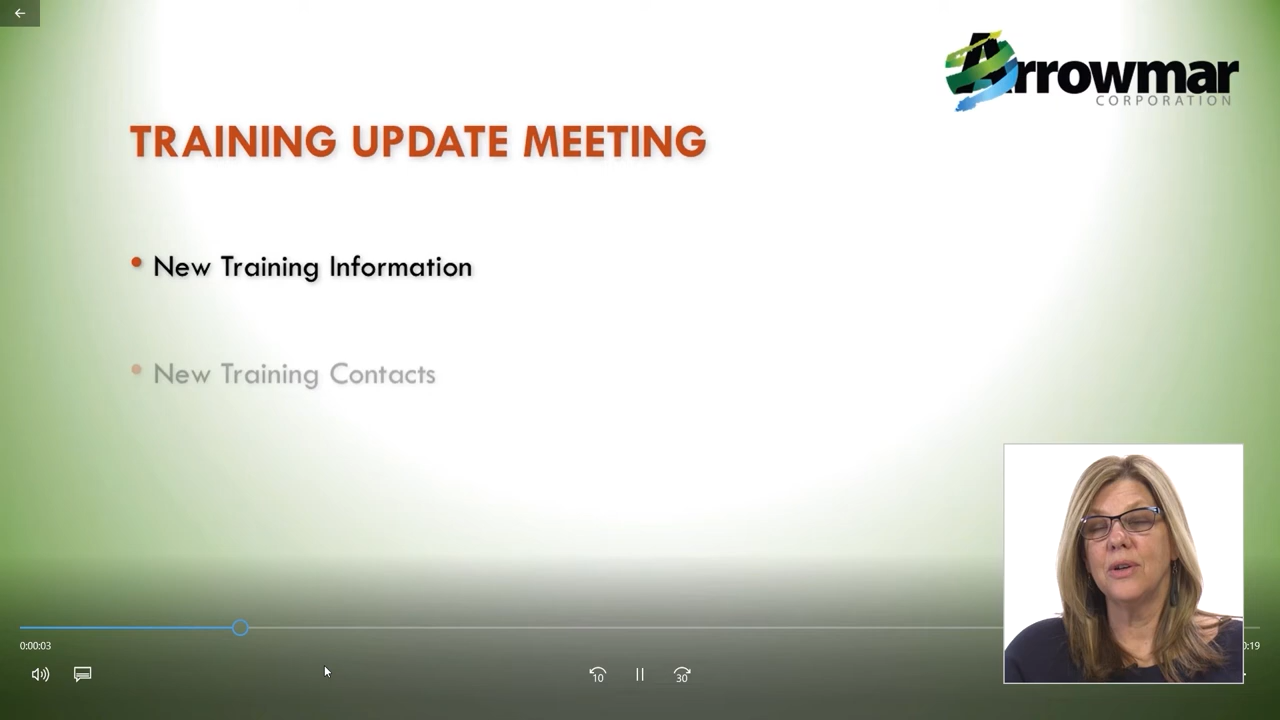 Arrowmar
CORPORATION
TRAINING UPDATE MEETING
• New Training Information
• New Training Contacts
0:00:03
0:19
10
30